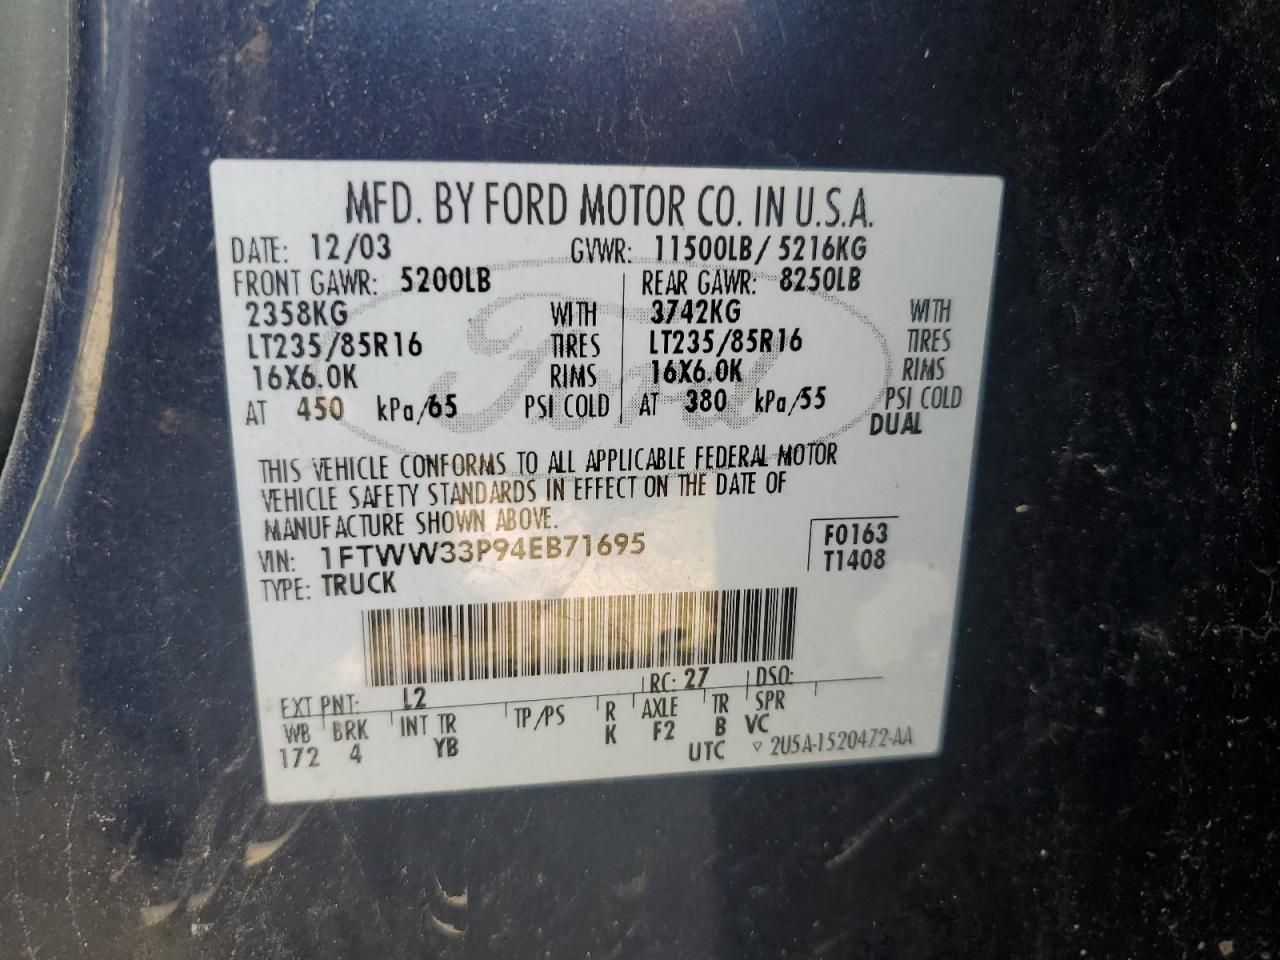 MFD. BY FORD MOTOR CO. IN U.S.A.
DATE: 12/03 GVWR: 11500LB/ 5216KG
FRONT GAWR: 5200LB REAR GAWR: 8250LB
2358KG WITH 3742KG WITH
LT235/85R16 TIRES LT235/85R16 TIRES
16X6.0K RIMS 16X6.0K RIMS
AT 450 kPa/65 PSI COLD AT 380 kPa/55 PSI COLD
DUAL
THIS VEHICLE CONFORMS TO ALL APPLICABLE FEDERAL MOTOR
VEHICLE SAFETY STANDARDS IN EFFECT ON THE DATE OF
MANUFACTURE SHOWN ABOVE.
VIN: 1FTWW33P94EB71695 F0163
TYPE: TRUCK T1408
EXT PNT: L2 RC: 27 DSO:
WB BRK INT TR TP/PS R AXLE TR SPR
172 4 YB K F2 B VC
UTC ▽ 2U5A-1520472-AA
Ford